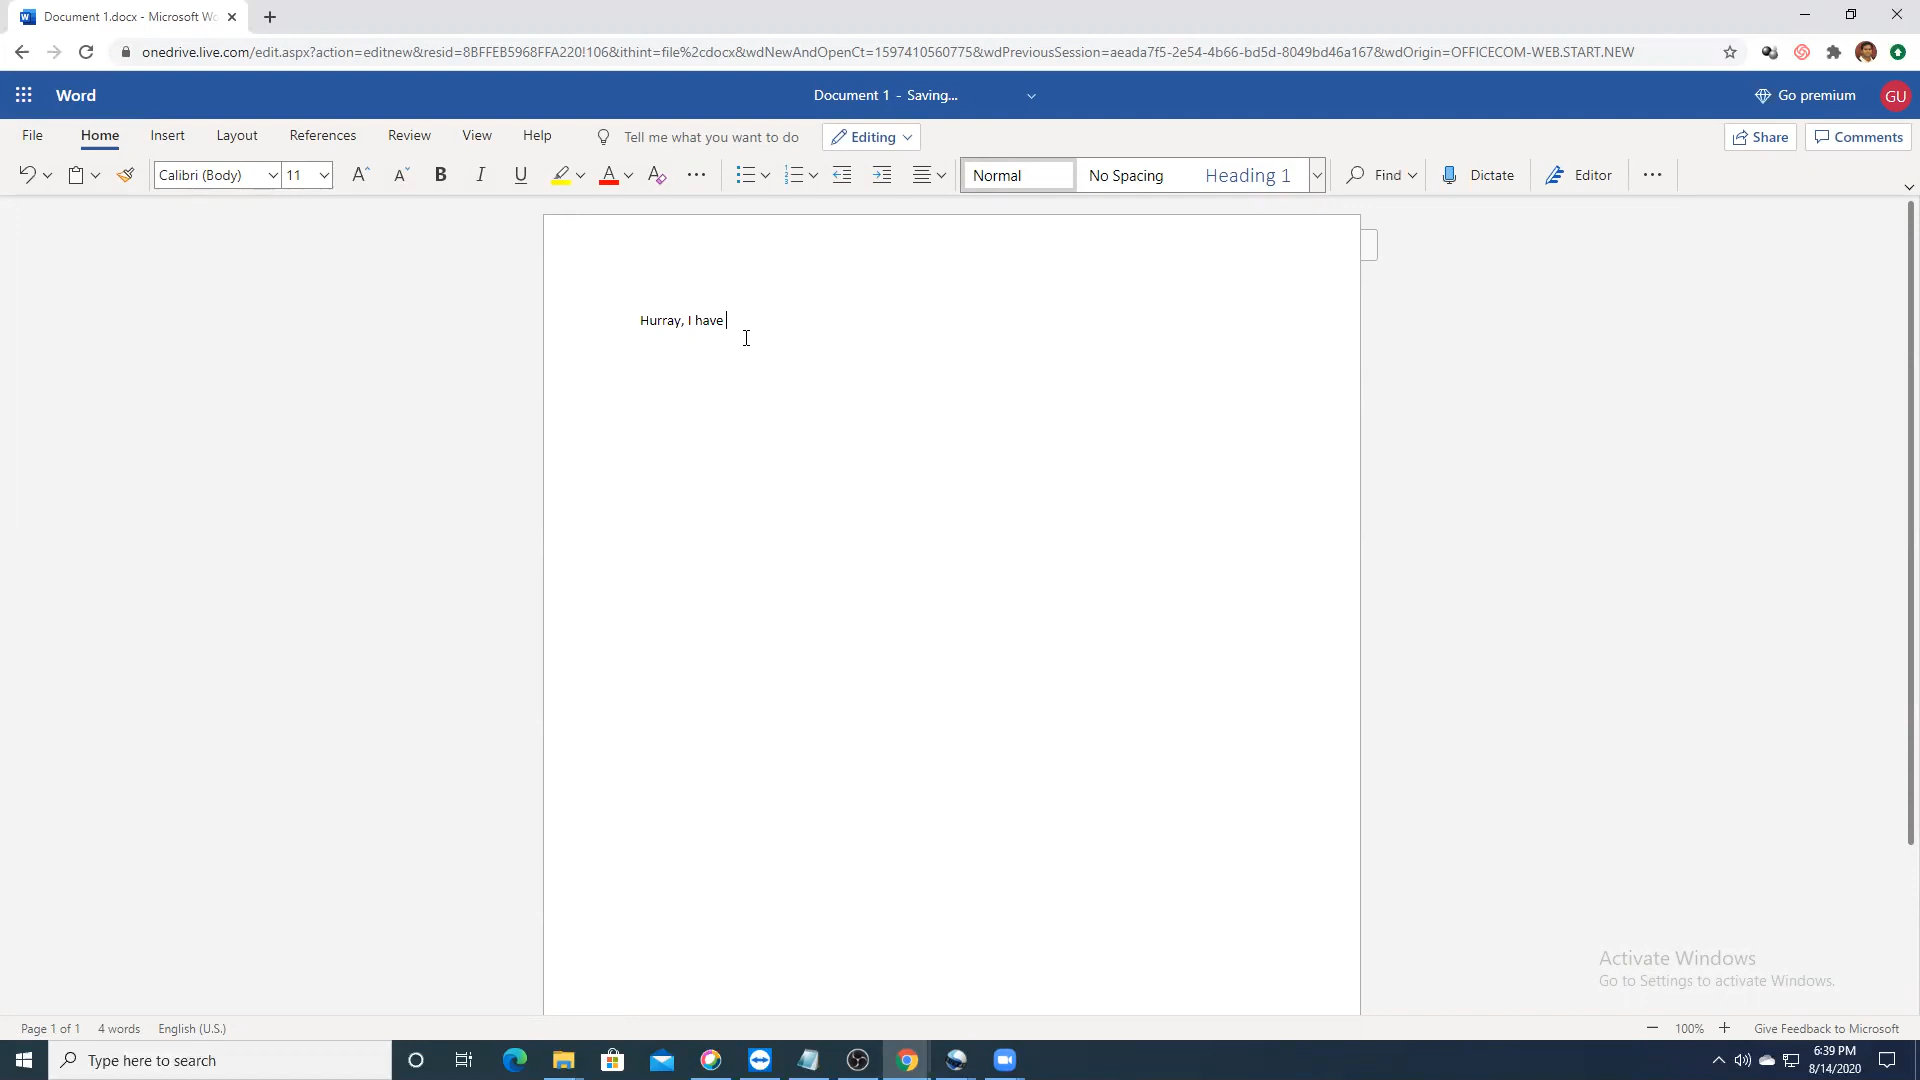 Document 1.docx - Microsoft Wo
onedrive.live.com/edit.aspx?action=editnew&resid=8BFFEB5968FFA220!106&ithint=file%2cdocx&wdNewAndOpenCt=1597410560775&wdPreviousSession=aeada7f5-2e54-4b66-bd5d-8049bd46a167&wdOrigin=OFFICECOM-WEB.START.NEW
Word Document 1 - Saving... Go premium GU
File Home Insert Layout References Review View Help Tell me what you want to do Editing Share Comments
Calibri (Body) 11 A A B I U A A Normal No Spacing Heading 1 Find Dictate Editor
Hurray, I have
Activate Windows
Go to Settings to activate Windows.
Page 1 of 1 4 words English (U.S.) 100% Give Feedback to Microsoft
Type here to search 6:39 PM
8/14/2020